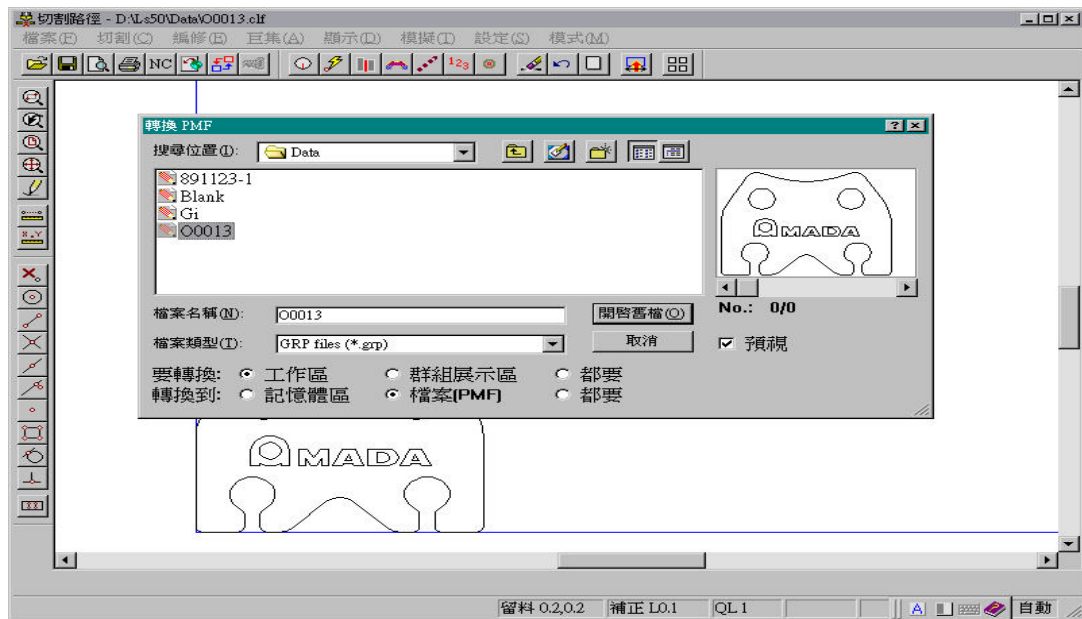 切割路徑 - D:\Ls50\Data\O0013.clf
檔案(F) 切割(C) 編修(E) 巨集(A) 顯示(D) 模擬(T) 設定(S) 模式(M)
NC 123
轉換 PMF
搜尋位置(I): Data
891123-1
Blank
Gi
O0013
AMADA
No.: 0/0
檔案名稱(N): O0013 開啓舊檔(O)
檔案類型(T): GRP files (*.grp) 取消 預視
要轉換: 工作區 群組展示區 都要
轉換到: 記憶體區 檔案(PMF) 都要
AMADA
X,Y
留料 0.2,0.2 補正 L0.1 QL 1 A 自動